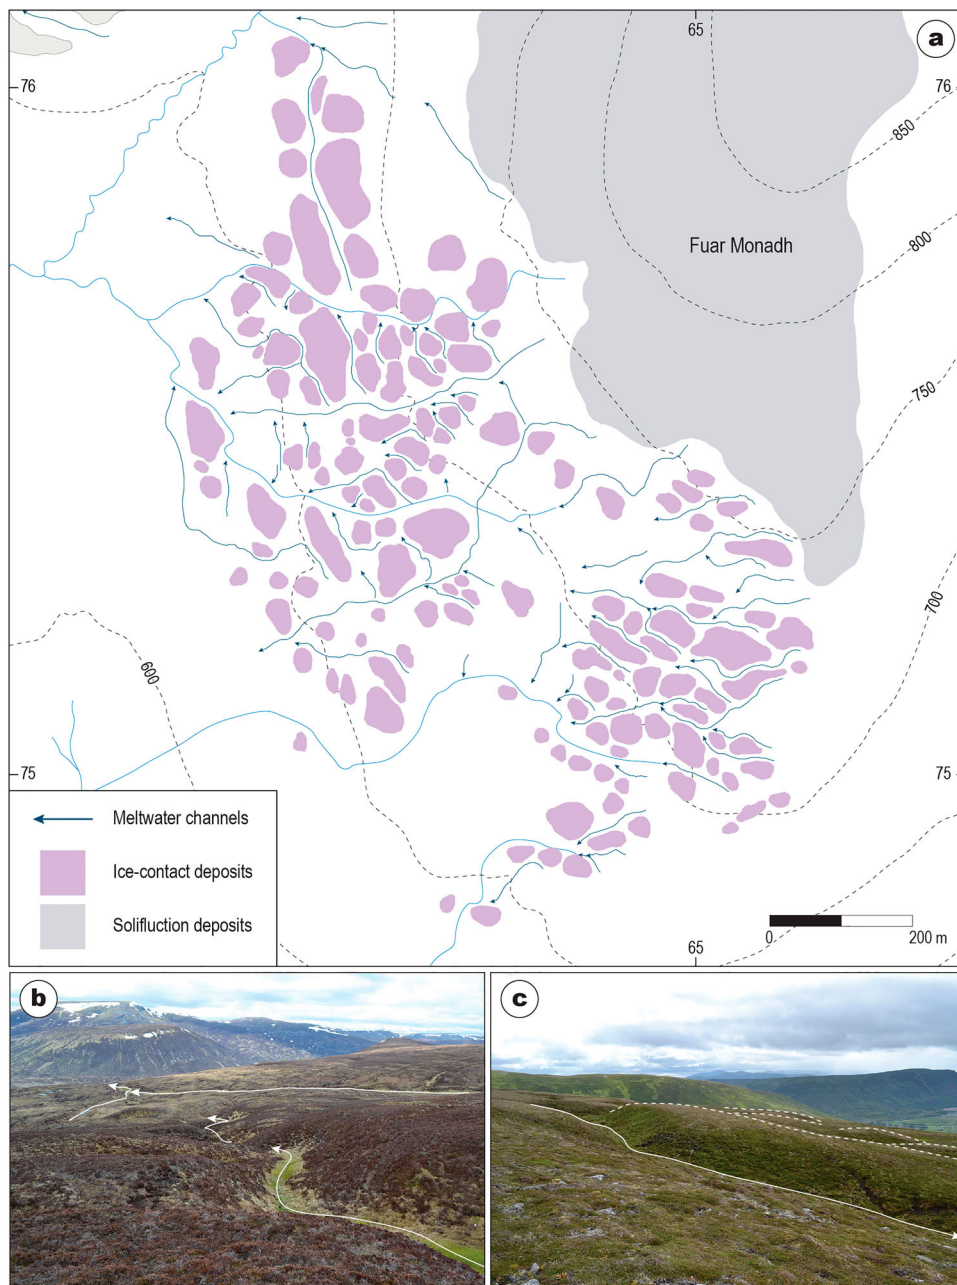 65
a
76
76
850
Fuar Monadh
800
750
700
600
75
75
Meltwater channels
Ice-contact deposits
Solifluction deposits
65
0
200 m
b
c